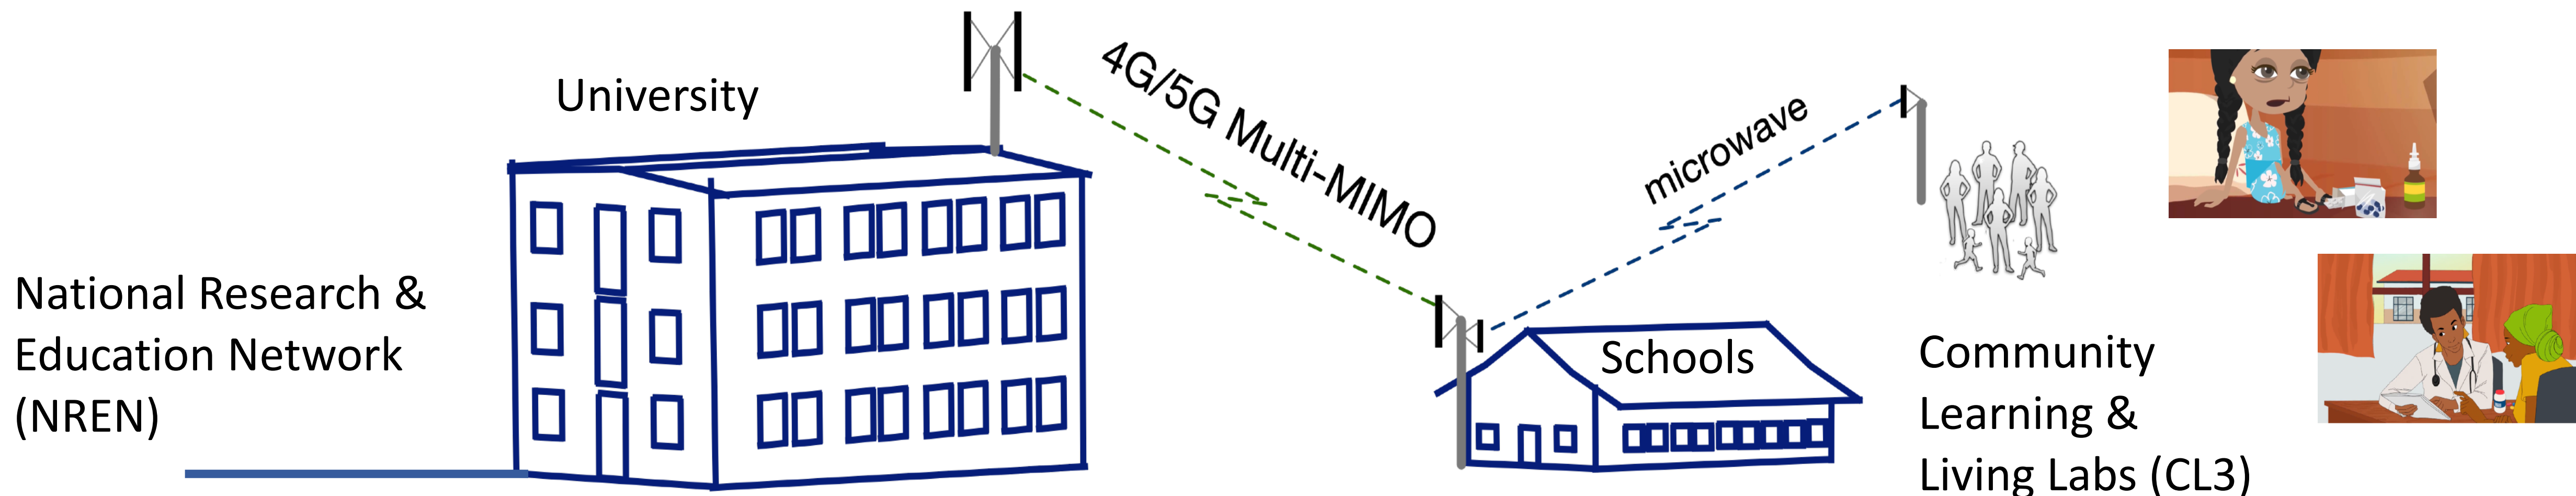 National Research &
Education Network
(NREN)
University
4G/5G Multi-MIMO
Schools
microwave
Community
Learning &
Living Labs (CL3)